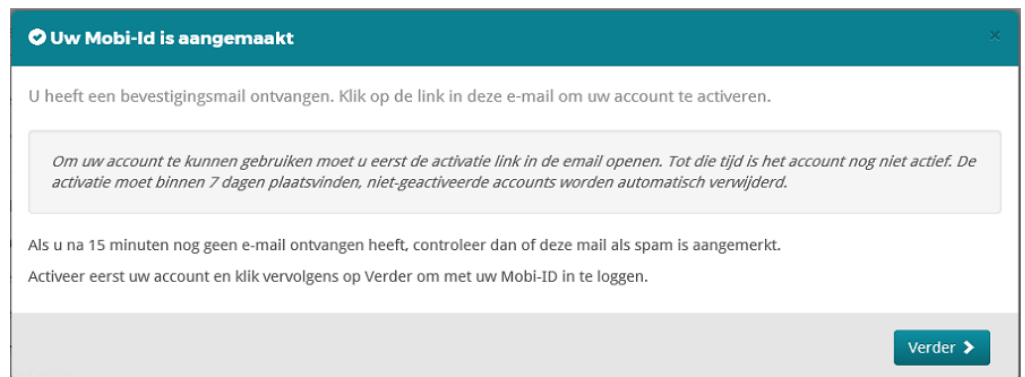 Uw Mobi-Id is aangemaakt ×
U heeft een bevestigingsmail ontvangen. Klik op de link in deze e-mail om uw account te activeren.
Om uw account te kunnen gebruiken moet u eerst de activatie link in de email openen. Tot die tijd is het account nog niet actief. De
activatie moet binnen 7 dagen plaatsvinden, niet-geactiveerde accounts worden automatisch verwijderd.
Als u na 15 minuten nog geen e-mail ontvangen heeft, controleer dan of deze mail als spam is aangemerkt.
Activeer eerst uw account en klik vervolgens op Verder om met uw Mobi-ID in te loggen.
Verder